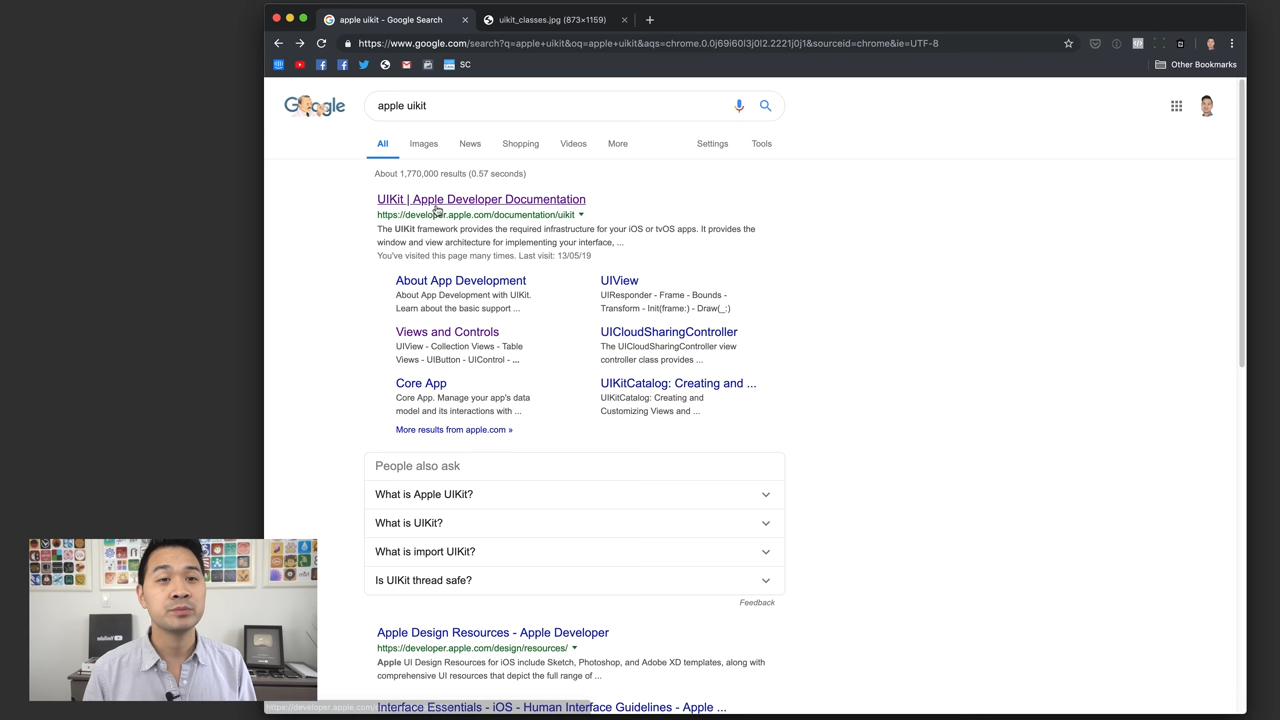 apple uikit - Google Search
uikit_classes.jpg (873×1159)
https://www.google.com/search?q=apple+uikit&oq=apple+uikit&aqs=chrome.0.0j69i60l3j0l2.2221j0j1&sourceid=chrome&ie=UTF-8
SC
Other Bookmarks
Google
apple uikit
All
Images
News
Shopping
Videos
More
Settings
Tools
About 1,770,000 results (0.57 seconds)
UIKit | Apple Developer Documentation
https://developer.apple.com/documentation/uikit
The UIKit framework provides the required infrastructure for your iOS or tvOS apps. It provides the
window and view architecture for implementing your interface, ...
You've visited this page many times. Last visit: 13/05/19
About App Development
About App Development with UIKit.
Learn about the basic support ...
UIView
UIResponder - Frame - Bounds -
Transform - Init(frame:) - Draw(_:)
Views and Controls
UIView - Collection Views - Table
Views - UIButton - UIControl - ...
UICloudSharingController
The UICloudSharingController view
controller class provides ...
Core App
Core App. Manage your app's data
model and its interactions with ...
UIKitCatalog: Creating and ...
UIKitCatalog: Creating and
Customizing Views and ...
More results from apple.com »
People also ask
What is Apple UIKit?
What is UIKit?
What is import UIKit?
Is UIKit thread safe?
Feedback
Apple Design Resources - Apple Developer
https://developer.apple.com/design/resources/
Apple UI Design Resources for iOS include Sketch, Photoshop, and Adobe XD templates, along with
comprehensive UI resources that depict the full range of ...
Interface Essentials - iOS - Human Interface Guidelines - Apple ...